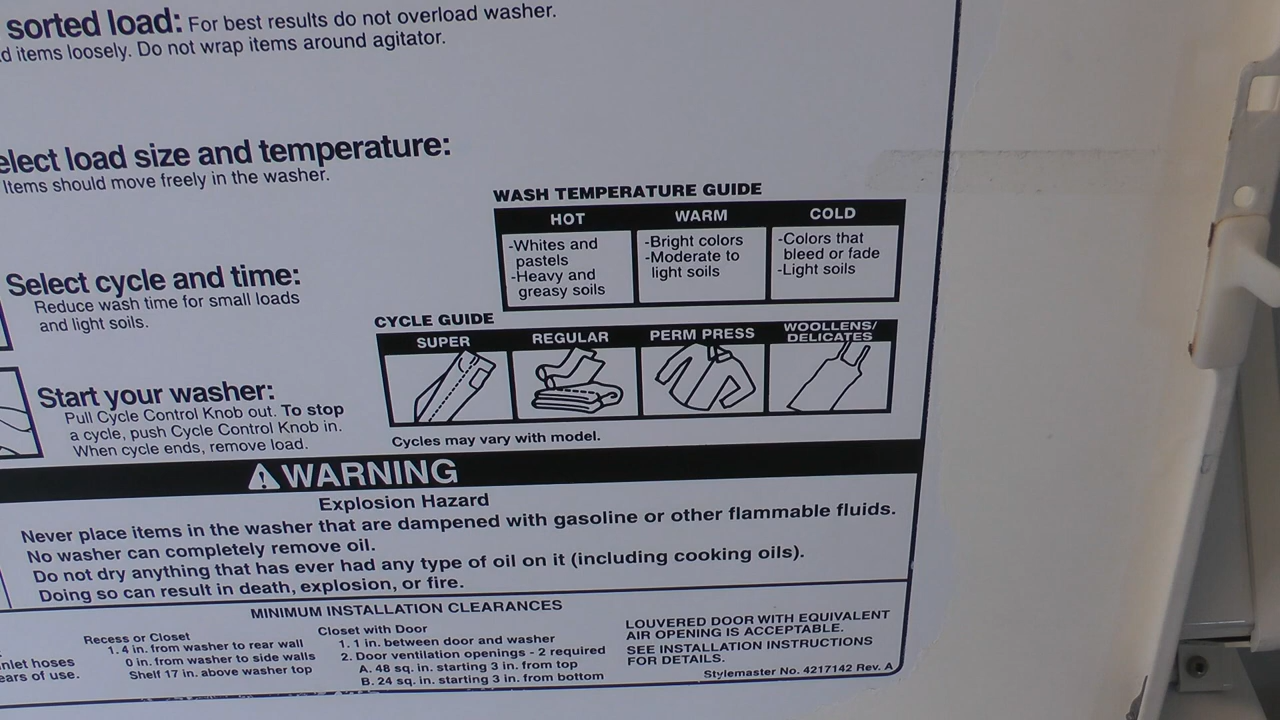 sorted load: For best results do not overload washer.
items loosely. Do not wrap items around agitator.
elect load size and temperature:
Items should move freely in the washer.
WASH TEMPERATURE GUIDE
HOT WARM COLD
-Whites and pastels
-Heavy and greasy soils
-Bright colors
-Moderate to light soils
-Colors that bleed or fade
-Light soils
Select cycle and time:
Reduce wash time for small loads
and light soils.
CYCLE GUIDE
SUPER REGULAR PERM PRESS WOOLLENS/
DELICATES
Cycles may vary with model.
Start your washer:
Pull Cycle Control Knob out. To stop
a cycle, push Cycle Control Knob in.
When cycle ends, remove load.
WARNING
Explosion Hazard
Never place items in the washer that are dampened with gasoline or other flammable fluids.
No washer can completely remove oil.
Do not dry anything that has ever had any type of oil on it (including cooking oils).
Doing so can result in death, explosion, or fire.
MINIMUM INSTALLATION CLEARANCES
nlet hoses
ears of use.
Recess or Closet
1. 4 in. from washer to rear wall
0 in. from washer to side walls
Shelf 17 in. above washer top
Closet with Door
1. 1 in. between door and washer
2. Door ventilation openings - 2 required
A. 48 sq. in. starting 3 in. from top
B. 24 sq. in. starting 3 in. from bottom
LOUVERED DOOR WITH EQUIVALENT
AIR OPENING IS ACCEPTABLE.
SEE INSTALLATION INSTRUCTIONS
FOR DETAILS.
Stylemaster No. 4217142 Rev. A